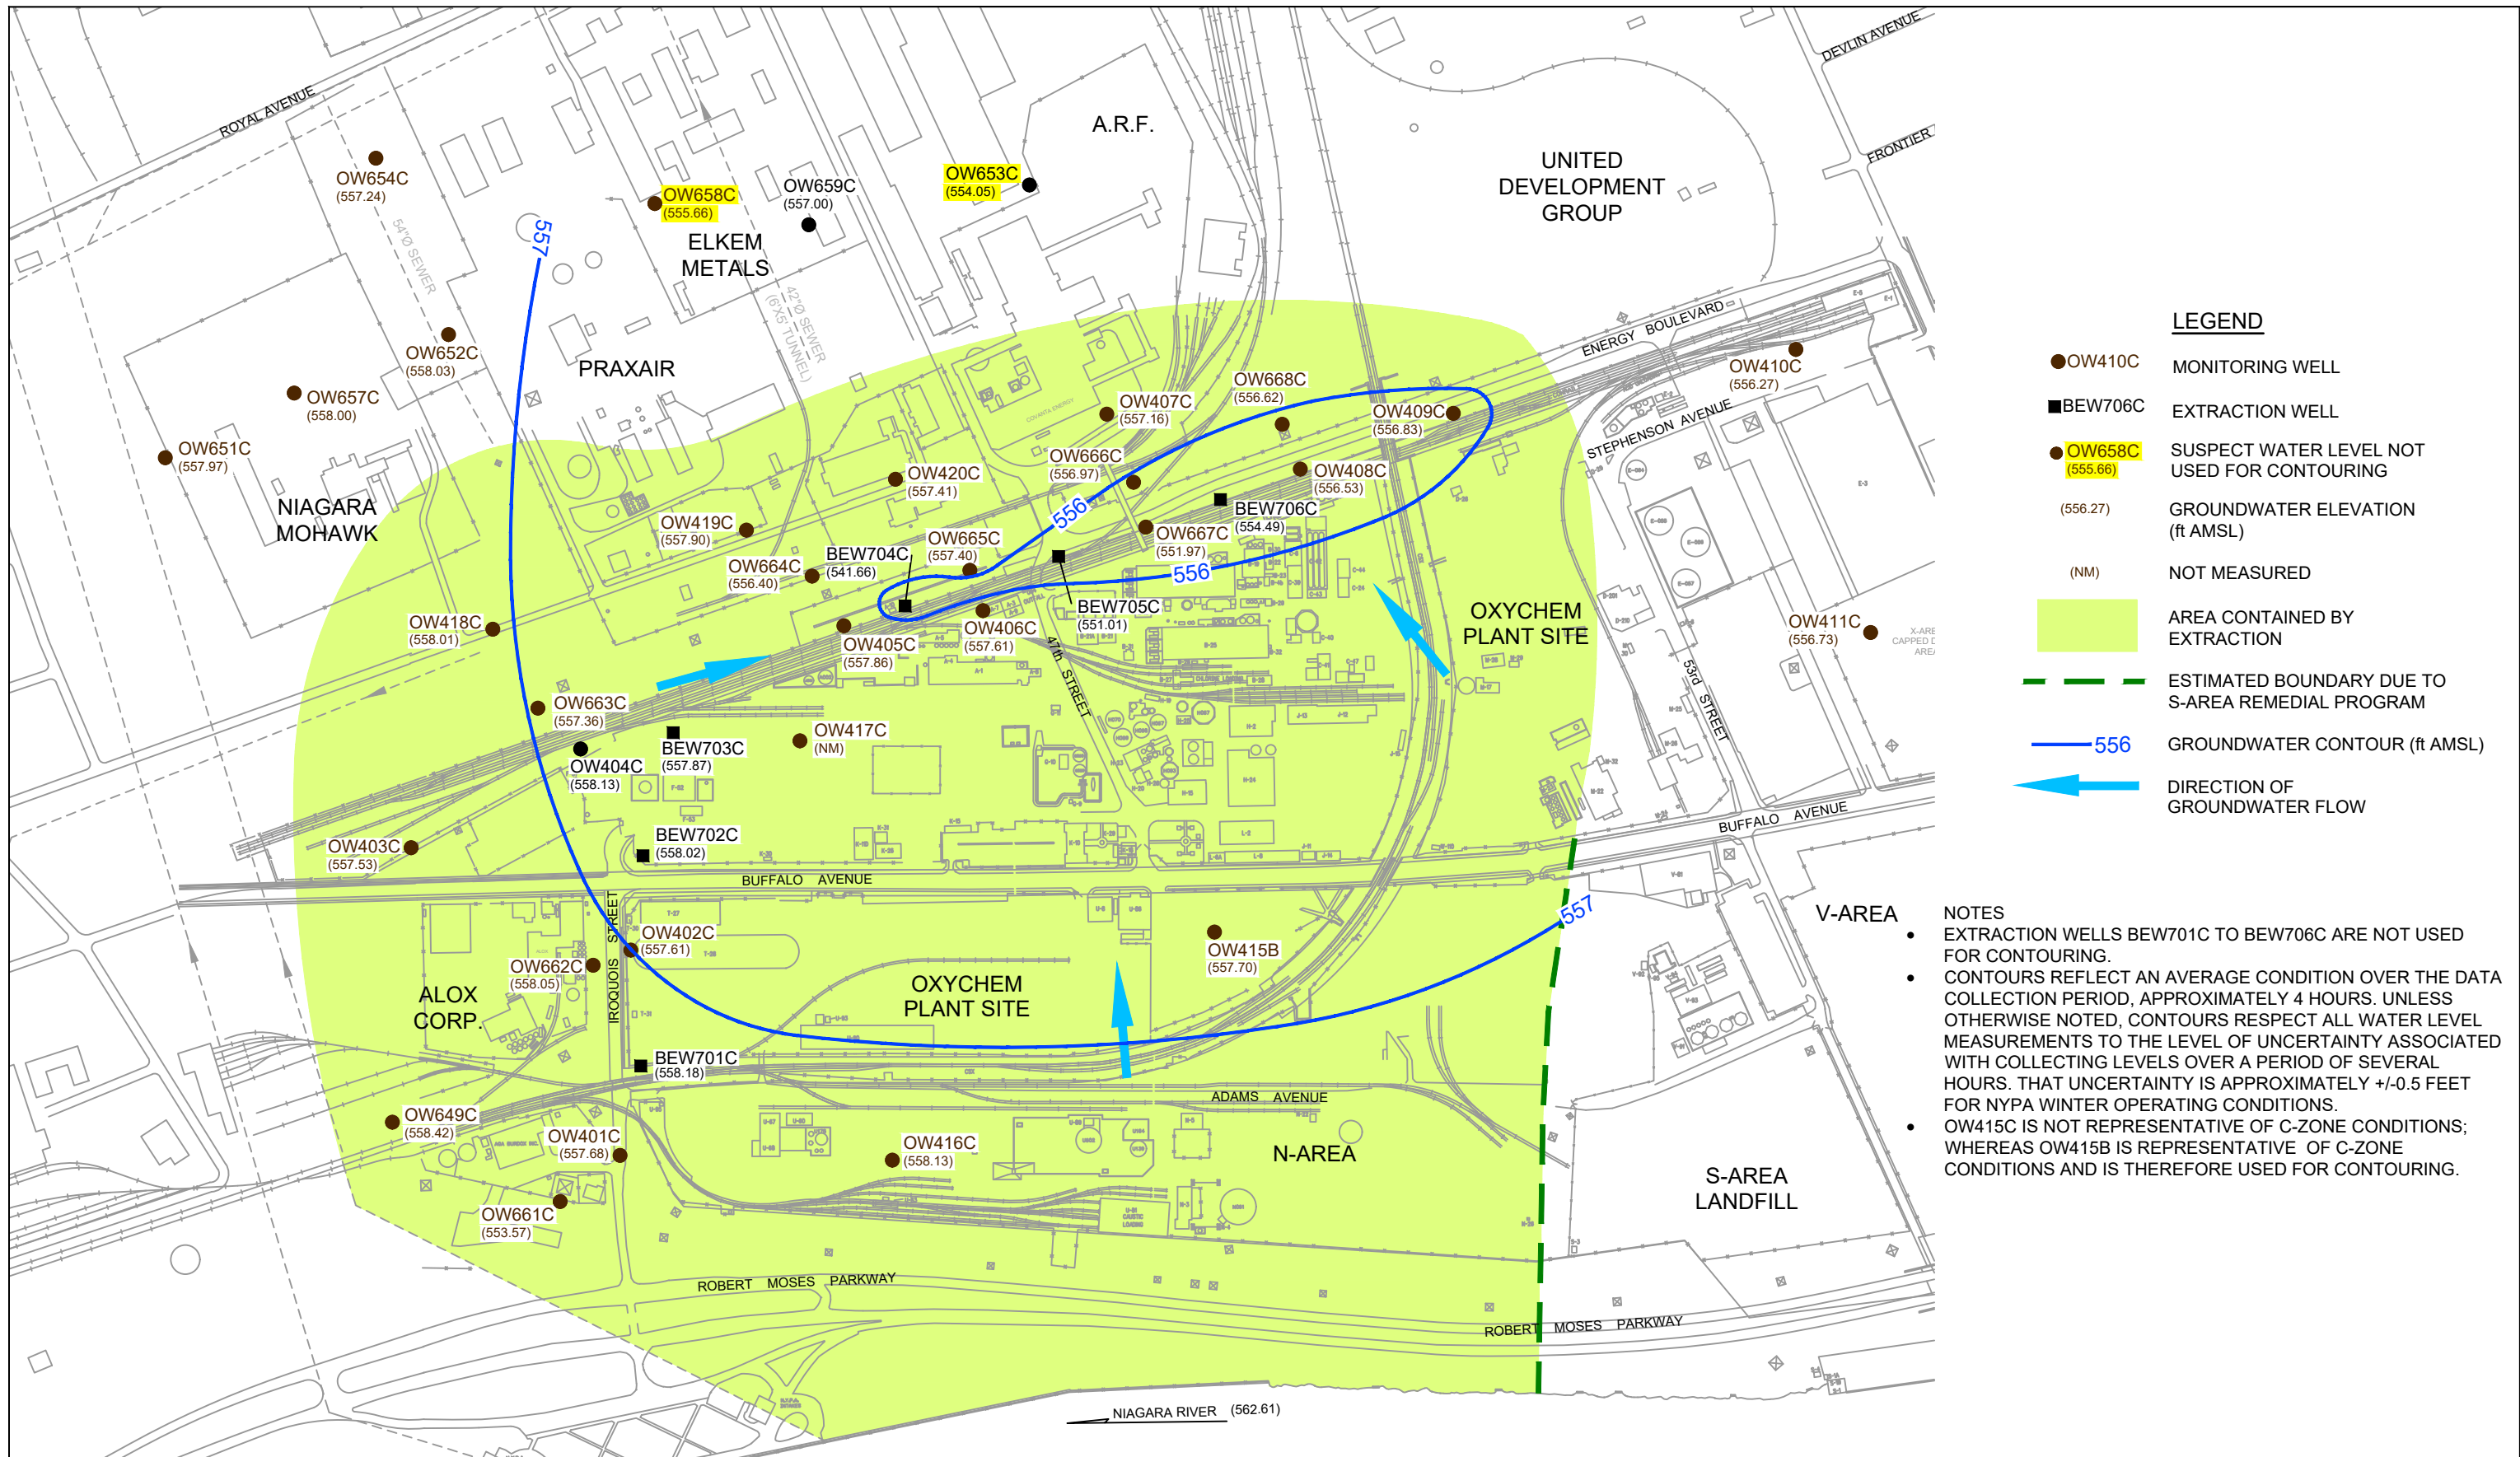 ROYAL AVENUE
DEVLIN AVENUE
FRONTIER
A.R.F.
UNITED
DEVELOPMENT
GROUP
OW654C
(557.24)
OW658C
(555.66)
OW659C
(557.00)
OW653C
(554.05)
54"Ø SEWER
557
ELKEM
METALS
42"Ø SEWER
(6'X5' TUNNEL)
OW652C
(558.03)
PRAXAIR
OW657C
(558.00)
OW651C
(557.97)
NIAGARA
MOHAWK
COVANTA ENERGY
OW407C
(557.16)
OW668C
(556.62)
OW409C
(556.83)
ENERGY BOULEVARD
OW410C
(556.27)
STEPHENSON AVENUE
OW666C
(556.97)
OW420C
(557.41)
OW408C
(556.53)
556
BEW706C
(554.49)
OW419C
(557.90)
OW667C
(551.97)
OW665C
(557.40)
BEW704C
(541.66)
OW664C
(556.40)
556
BEW705C
(551.01)
OW418C
(558.01)
OW405C
(557.86)
OW406C
(557.61)
47th STREET
OXYCHEM
PLANT SITE
OW411C
(556.73)
X-ARE
CAPPED D
AREA
53rd STREET
OW663C
(557.36)
OW404C
(558.13)
BEW703C
(557.87)
OW417C
(NM)
BEW702C
(558.02)
OW403C
(557.53)
BUFFALO AVENUE
BUFFALO AVENUE
IROQUOIS STREET
OW402C
(557.61)
OW662C
(558.05)
ALOX
CORP.
OXYCHEM
PLANT SITE
OW415B
(557.70)
557
V-AREA
BEW701C
(558.18)
CSX
ADAMS AVENUE
OW649C
(558.42)
OW401C
(557.68)
OW416C
(558.13)
N-AREA
OW661C
(553.57)
U-81
CAUSTIC
LOADING
S-AREA
LANDFILL
ROBERT MOSES PARKWAY
ROBERT MOSES PARKWAY
NIAGARA RIVER (562.61)
LEGEND
OW410C MONITORING WELL
BEW706C EXTRACTION WELL
OW658C SUSPECT WATER LEVEL NOT
(555.66) USED FOR CONTOURING
(556.27) GROUNDWATER ELEVATION
(ft AMSL)
(NM) NOT MEASURED
AREA CONTAINED BY
EXTRACTION
ESTIMATED BOUNDARY DUE TO
S-AREA REMEDIAL PROGRAM
556 GROUNDWATER CONTOUR (ft AMSL)
DIRECTION OF
GROUNDWATER FLOW
NOTES
• EXTRACTION WELLS BEW701C TO BEW706C ARE NOT USED
FOR CONTOURING.
• CONTOURS REFLECT AN AVERAGE CONDITION OVER THE DATA
COLLECTION PERIOD, APPROXIMATELY 4 HOURS. UNLESS
OTHERWISE NOTED, CONTOURS RESPECT ALL WATER LEVEL
MEASUREMENTS TO THE LEVEL OF UNCERTAINTY ASSOCIATED
WITH COLLECTING LEVELS OVER A PERIOD OF SEVERAL
HOURS. THAT UNCERTAINTY IS APPROXIMATELY +/-0.5 FEET
FOR NYPA WINTER OPERATING CONDITIONS.
• OW415C IS NOT REPRESENTATIVE OF C-ZONE CONDITIONS;
WHEREAS OW415B IS REPRESENTATIVE OF C-ZONE
CONDITIONS AND IS THEREFORE USED FOR CONTOURING.